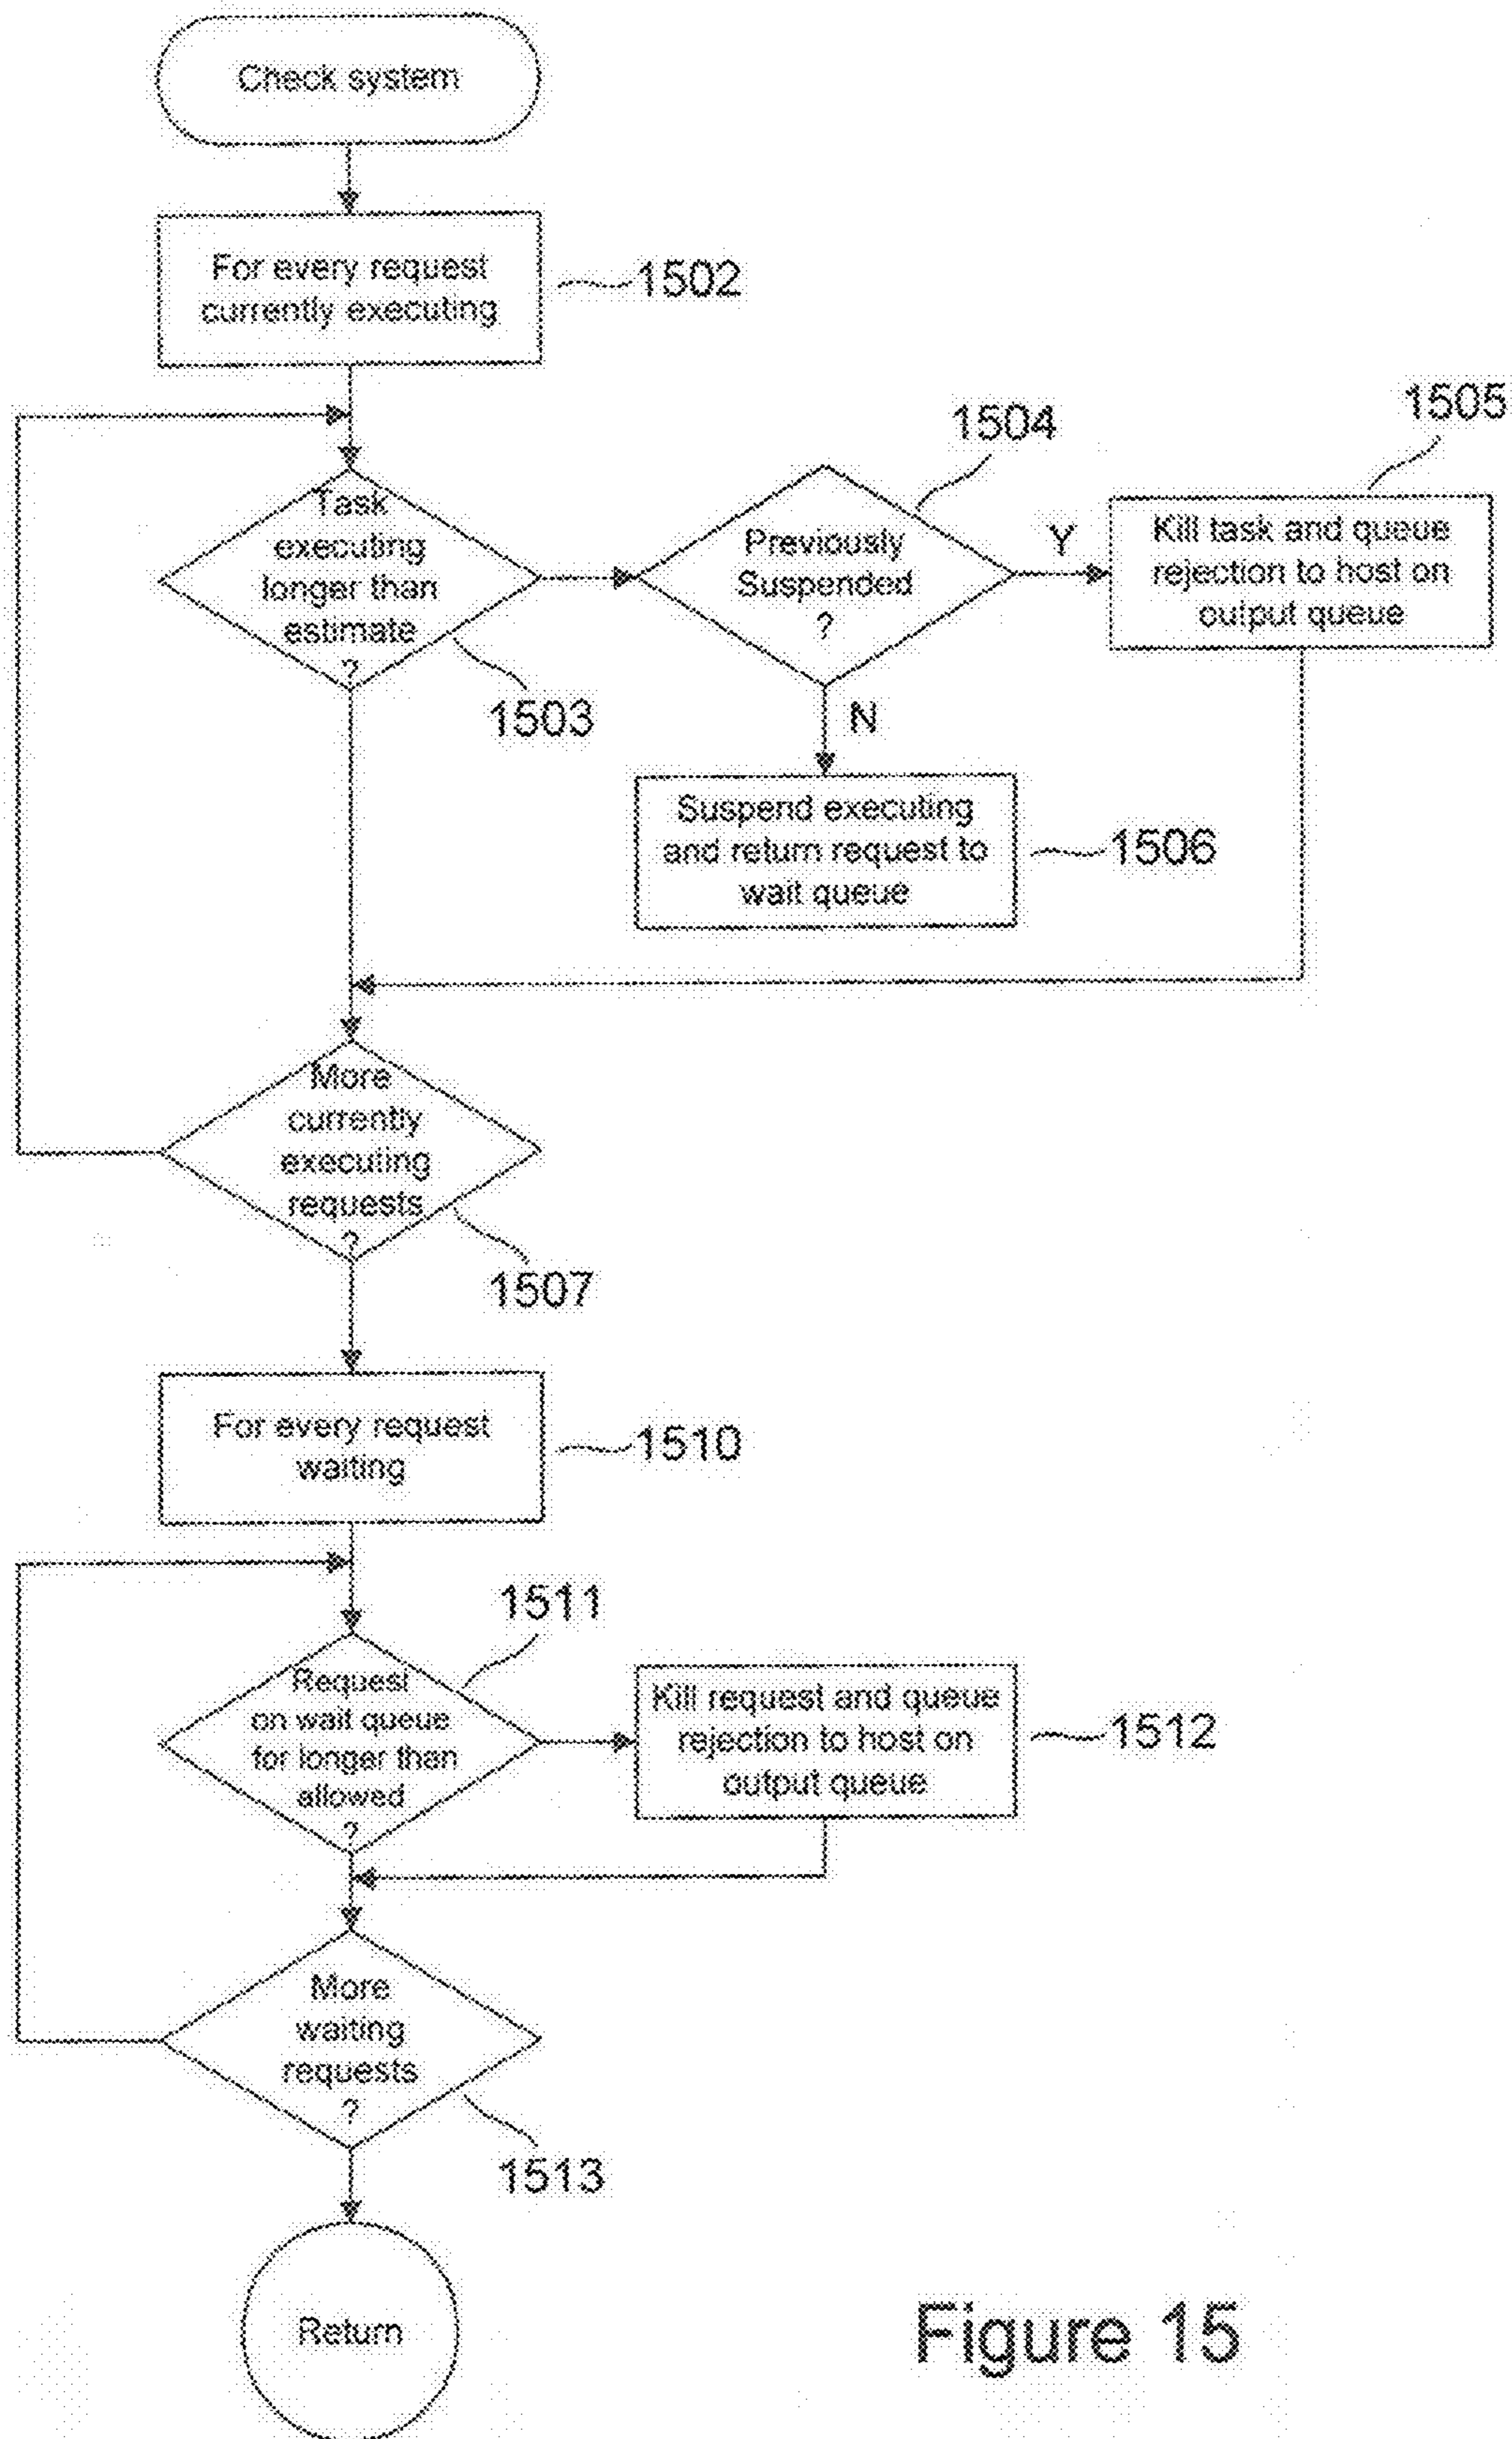 Check system
For every request
currently executing
1502
1505
1504
Task
executing
longer than
estimate
?
1503
Previously
Suspended
?
Y
Kill task and queue
rejection to host on
output queue
N
Suspend executing
and return request to
wait queue
1506
More
currently
executing
requests
?
1507
For every request
waiting
1510
1511
Request
on wait queue
for longer than
allowed
?
Kill request and queue
rejection to host on
output queue
1512
More
waiting
requests
?
1513
Return
Figure 15